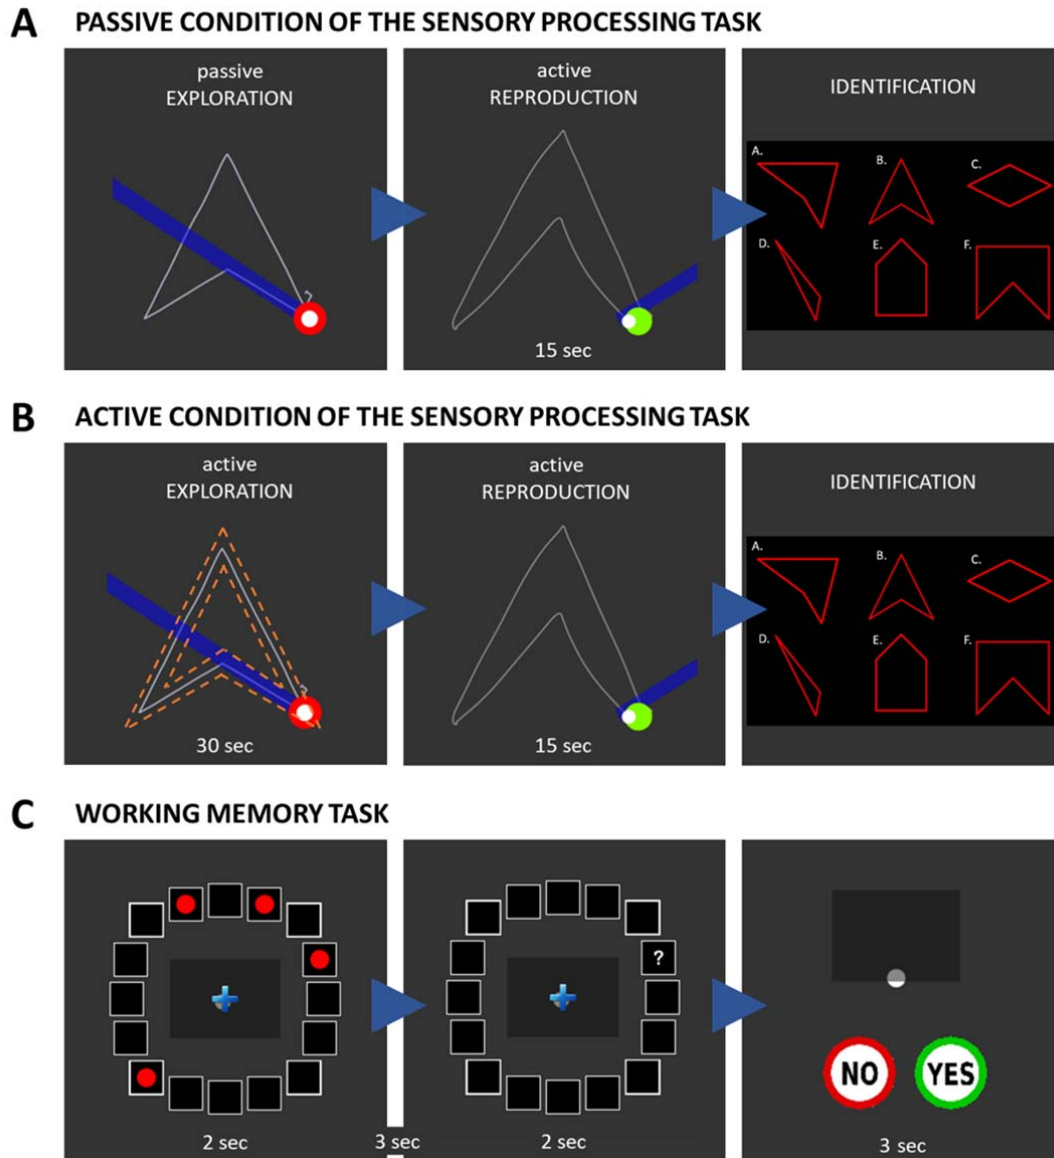 A PASSIVE CONDITION OF THE SENSORY PROCESSING TASK
passive
EXPLORATION
active
REPRODUCTION
15 sec
IDENTIFICATION
A.
B.
C.
D.
E.
F.
B ACTIVE CONDITION OF THE SENSORY PROCESSING TASK
active
EXPLORATION
30 sec
active
REPRODUCTION
15 sec
IDENTIFICATION
A.
B.
C.
D.
E.
F.
C WORKING MEMORY TASK
?
NO YES
2 sec 3 sec 2 sec 3 sec